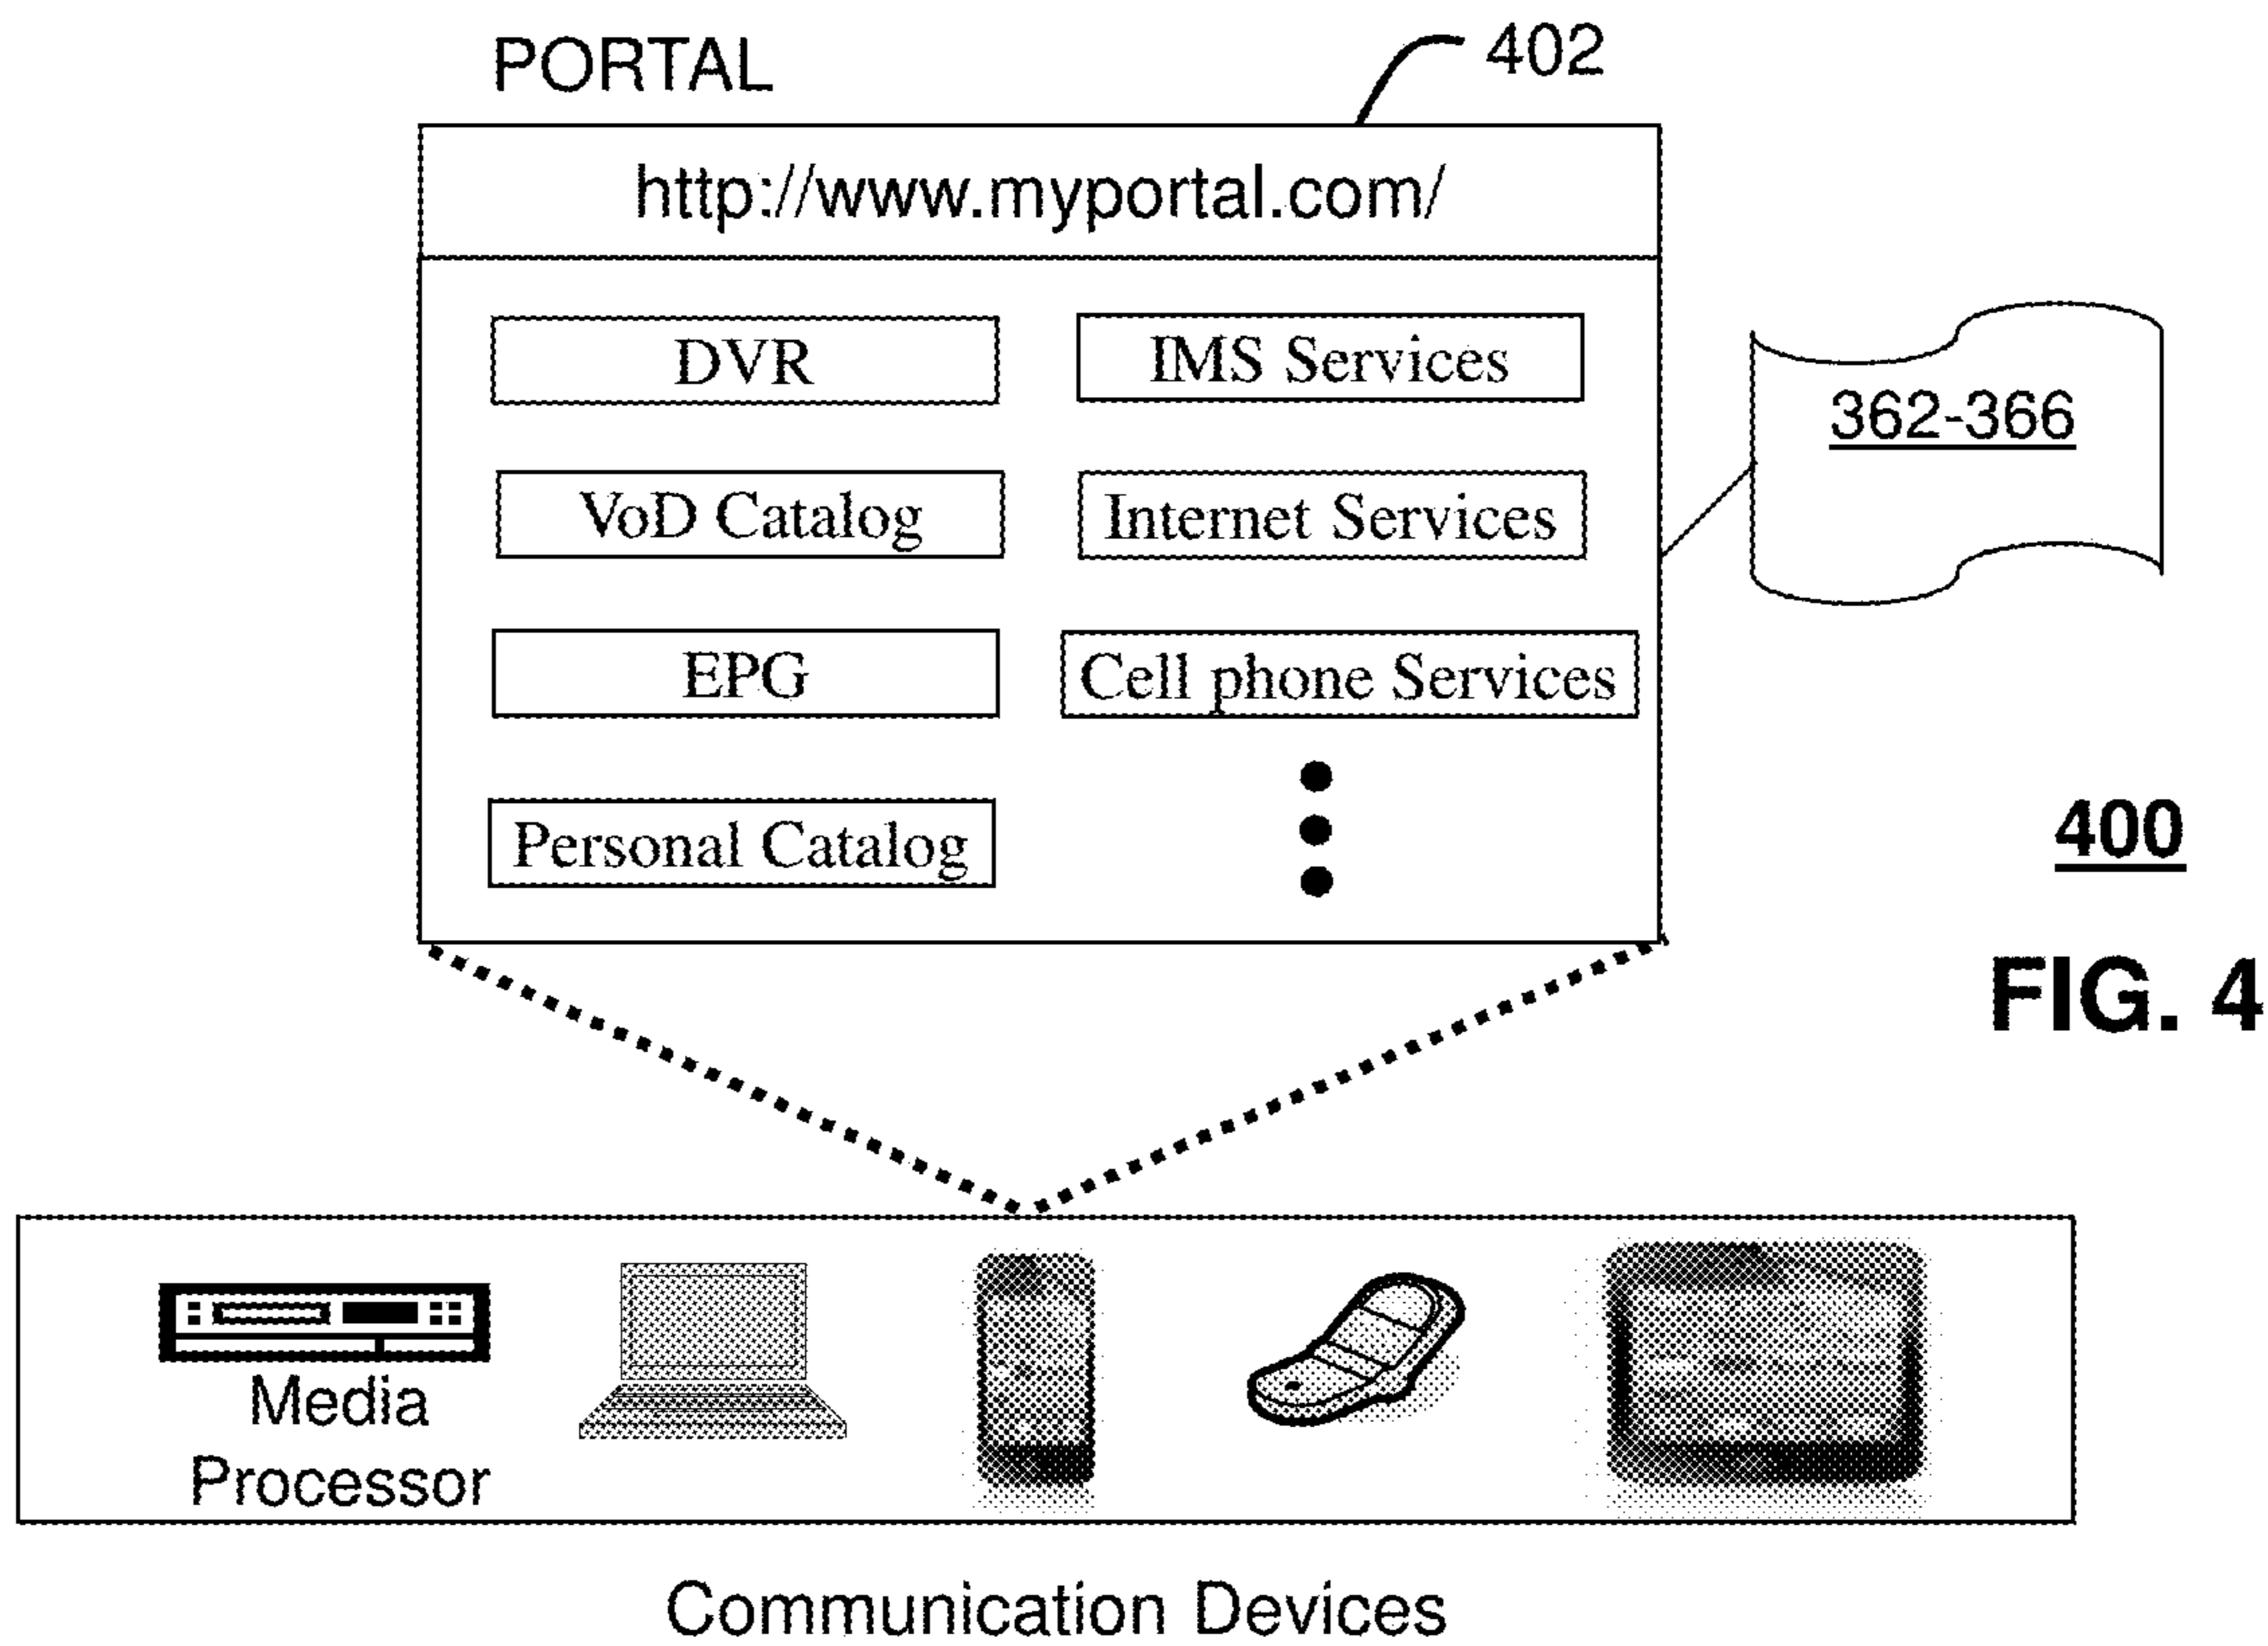 PORTAL
402
http://www.myportal.com/
DVR
IMS Services
362-366
VoD Catalog
Internet Services
EPG
Cell phone Services
Personal Catalog
400
FIG. 4
Media
Processor
Communication Devices